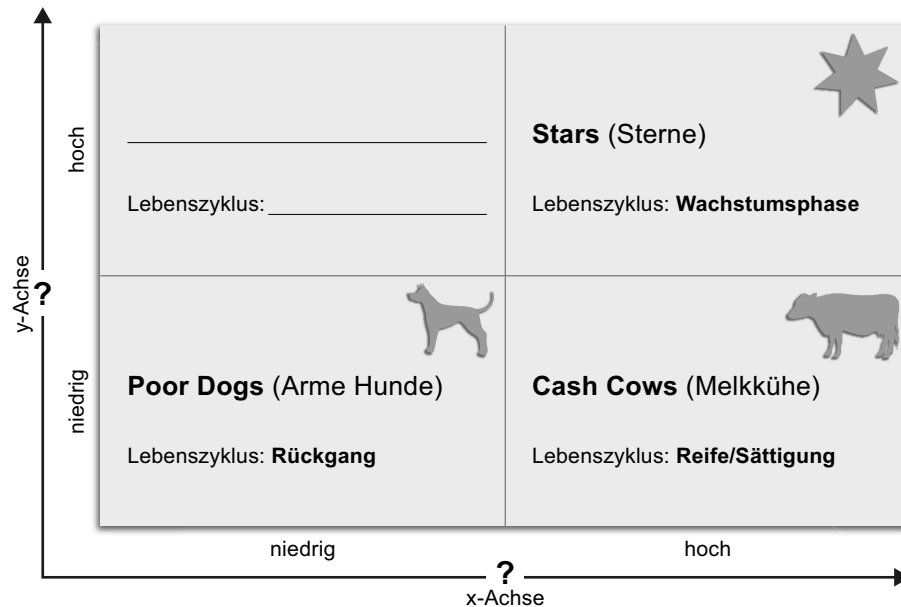 hoch
Stars (Sterne)
Lebenszyklus:
Lebenszyklus: Wachstumsphase
y-Achse
?
niedrig
Poor Dogs (Arme Hunde)
Cash Cows (Melkkühe)
Lebenszyklus: Rückgang
Lebenszyklus: Reife/Sättigung
niedrig
hoch
?
x-Achse